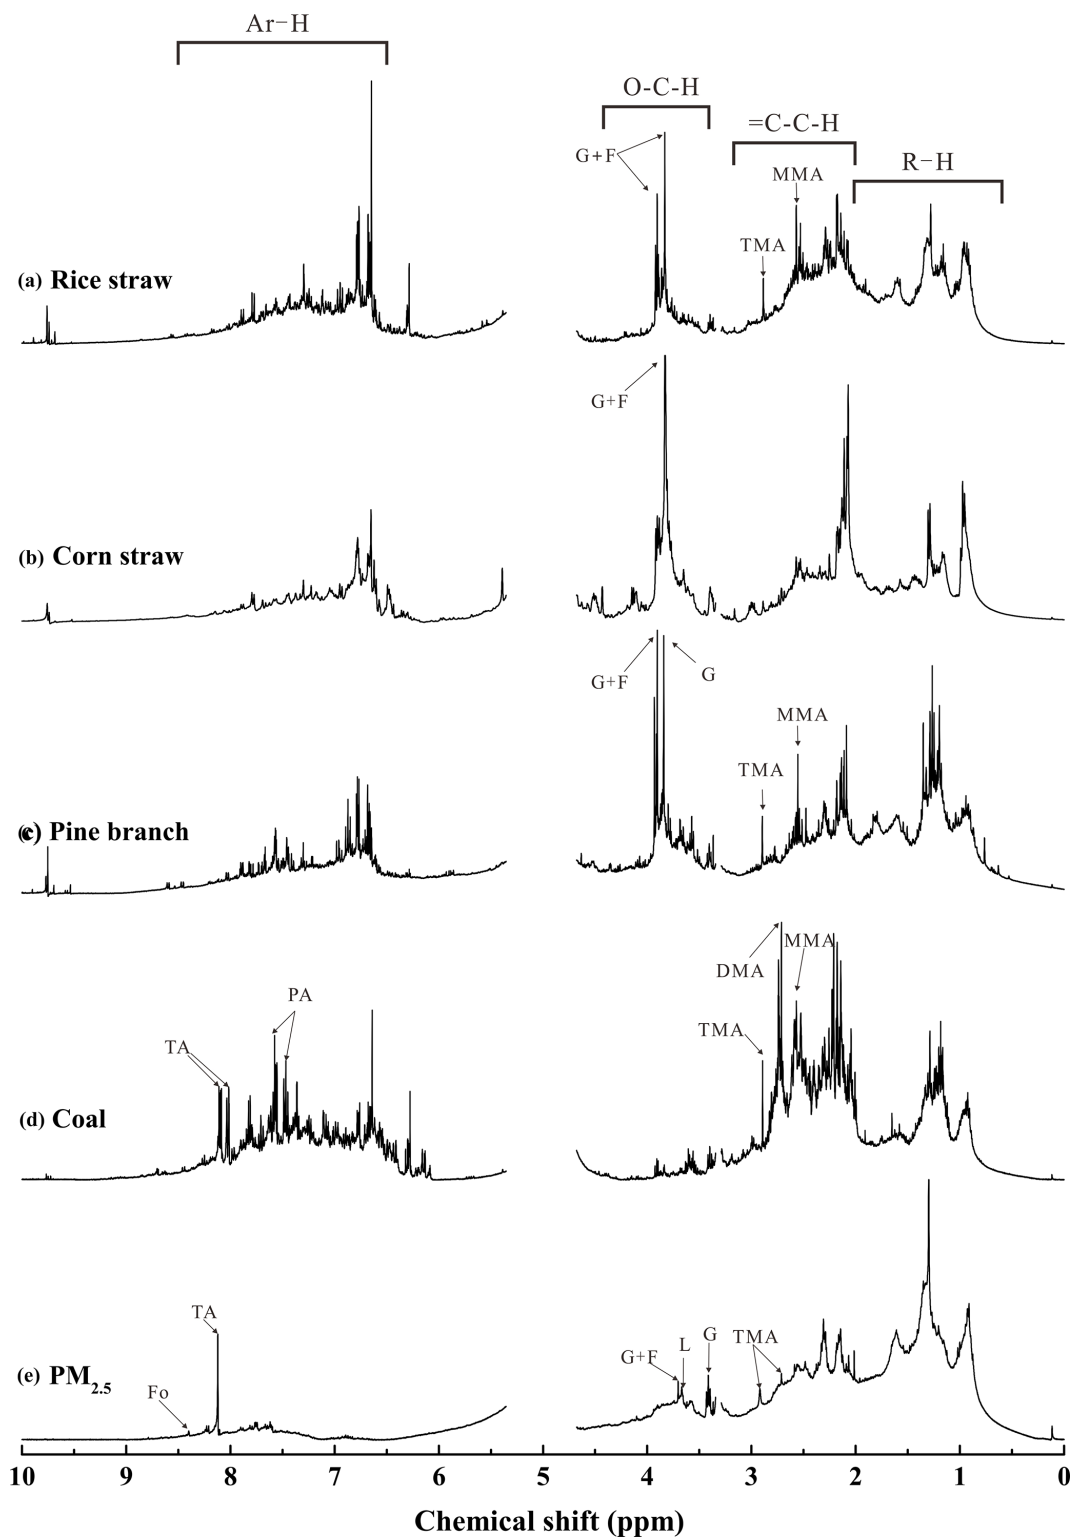 Ar-H
O-C-H
=C-C-H
R-H
G+F
MMA
TMA
(a) Rice straw
G+F
(b) Corn straw
G+F
G
MMA
TMA
(c) Pine branch
DMA
MMA
PA
TMA
TA
(d) Coal
TA
G
L
TMA
G+F
Fo
(e) PM2.5
10 9 8 7 6 5 4 3 2 1 0
Chemical shift (ppm)